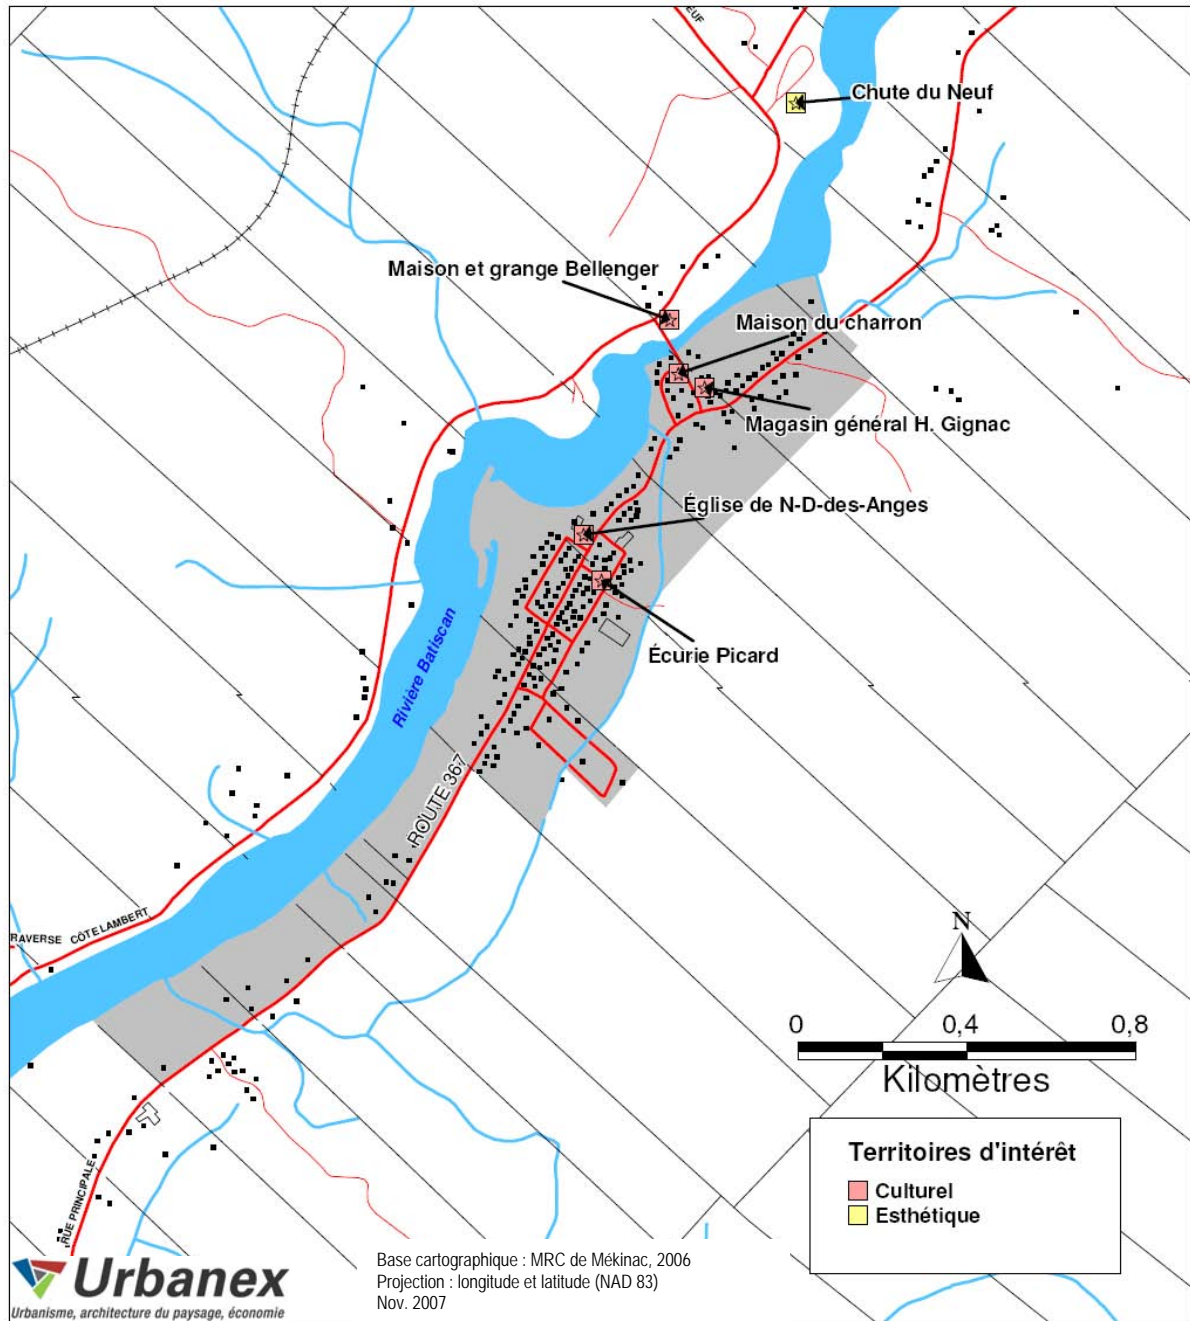 EUF
Chute du Neuf
Maison et grange Bellenger
Maison du charron
Magasin général H. Gignac
Église de N-D-des-Anges
Écurie Picard
Rivière Batiscan
ROUTE 367
RAVERSE CÔTE LAMBERT
N
0 0,4 0,8
Kilomètres
RUE PRINCIPALE
Territoires d'intérêt
Culturel
Esthétique
Urbanex
Urbanisme, architecture du paysage, économie
Base cartographique : MRC de Mékinac, 2006
Projection : longitude et latitude (NAD 83)
Nov. 2007